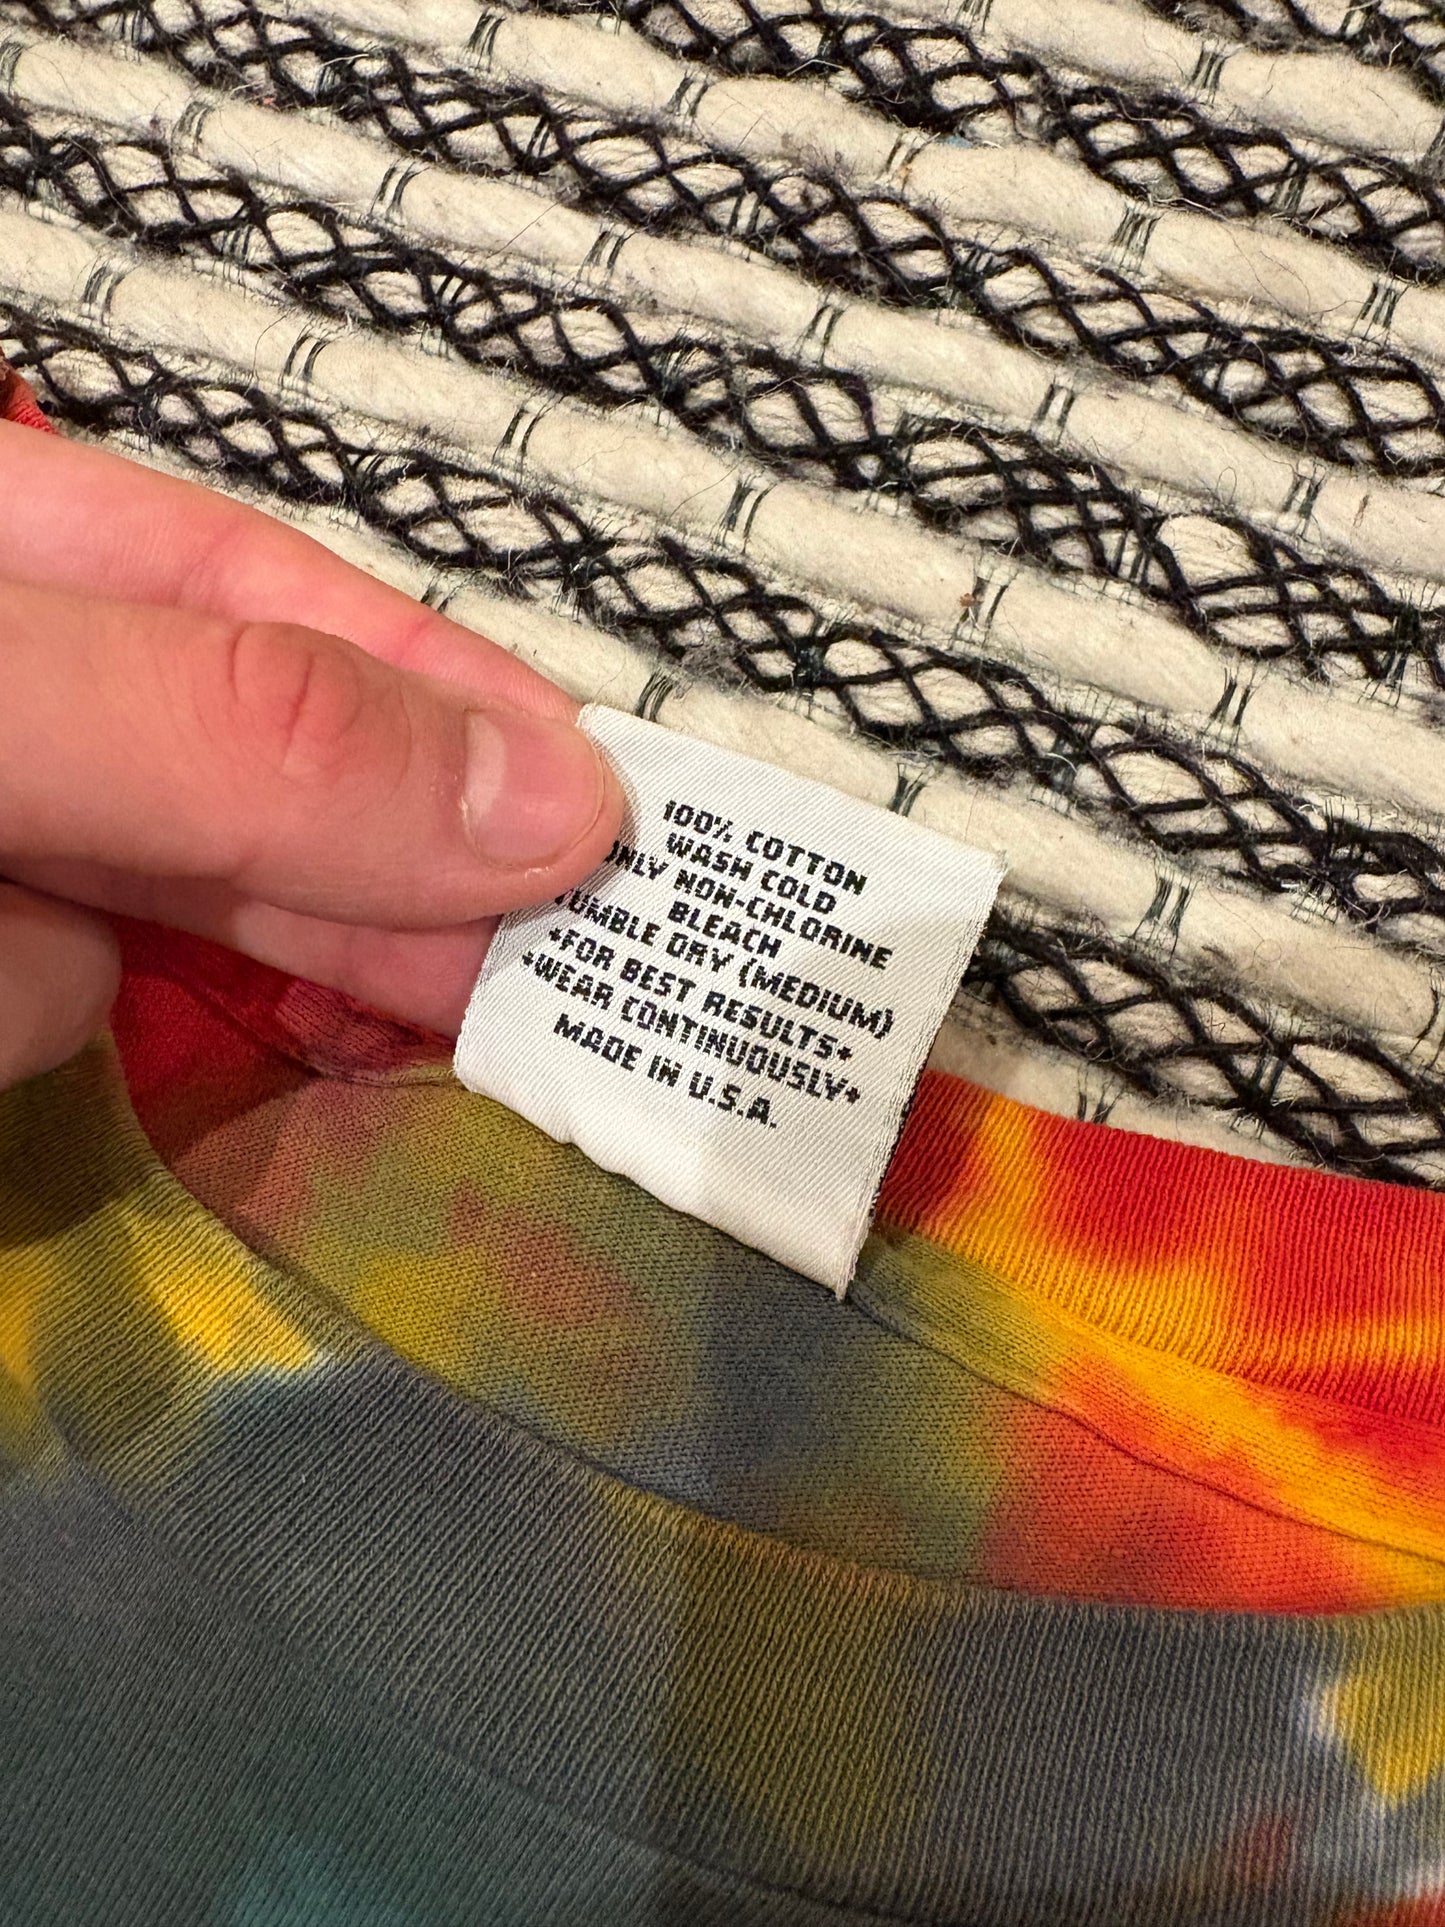 100% COTTON
WASH COLD
ONLY NON-CHLORINE
BLEACH
TUMBLE DRY (MEDIUM)
*FOR BEST RESULTS*
*WEAR CONTINUOUSLY*
MADE IN U.S.A.